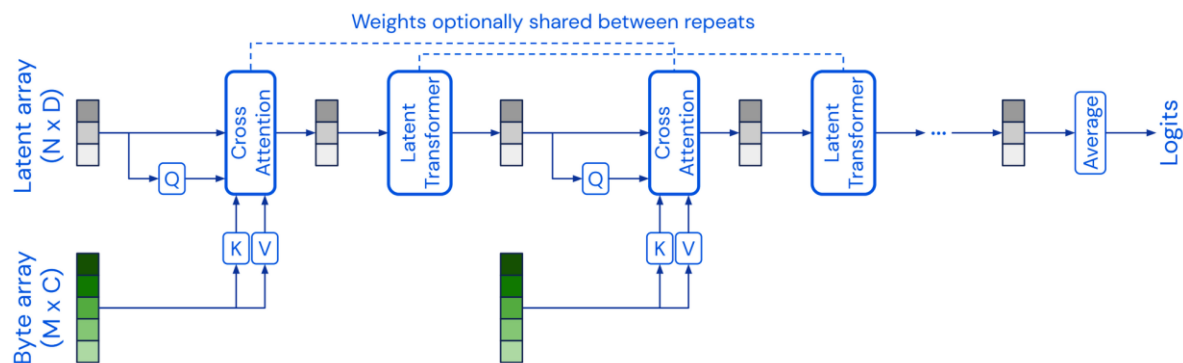 Weights optionally shared between repeats
Latent array
(N x D)
Q
Cross
Attention
Latent
Transformer
Q
Cross
Attention
Latent
Transformer
...
Average
Logits
Byte array
(M x C)
K
V
K
V